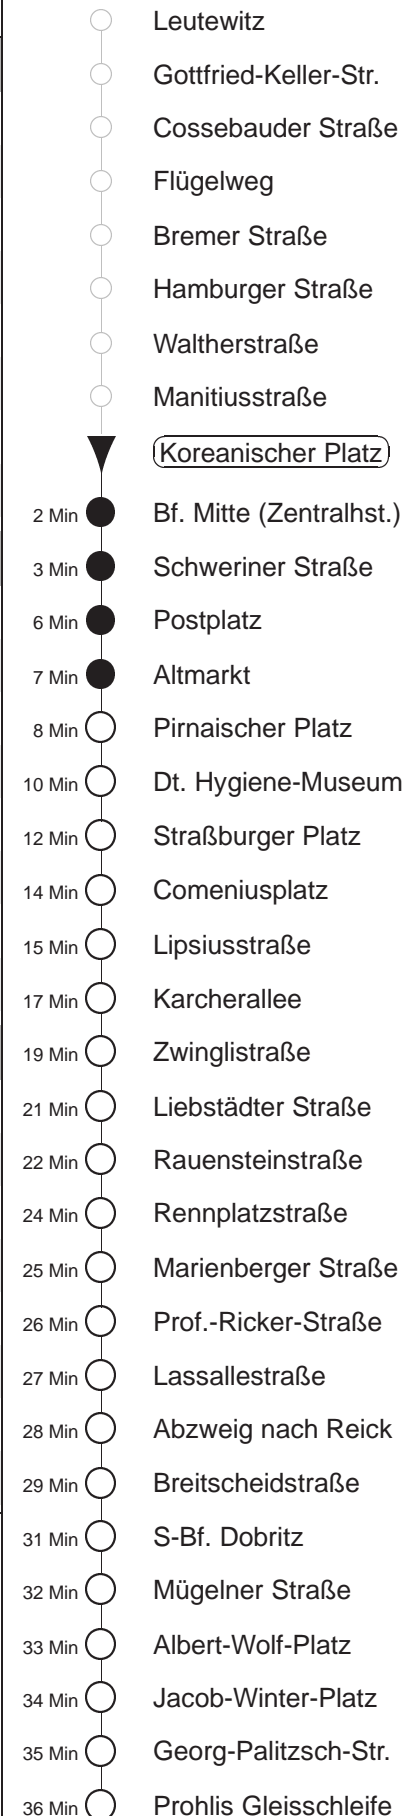 Leutewitz
Gottfried-Keller-Str.
Cossebauder Straße
Flügelweg
Bremer Straße
Hamburger Straße
Waltherstraße
Manitiusstraße
Koreanischer Platz
2 Min Bf. Mitte (Zentralhst.)
3 Min Schweriner Straße
6 Min Postplatz
7 Min Altmarkt
8 Min Pirnaischer Platz
10 Min Dt. Hygiene-Museum
12 Min Straßburger Platz
14 Min Comeniusplatz
15 Min Lipsiusstraße
17 Min Karcherallee
19 Min Zwinglistraße
21 Min Liebstädter Straße
22 Min Rauensteinstraße
24 Min Rennplatzstraße
25 Min Marienberger Straße
26 Min Prof.-Ricker-Straße
27 Min Lassallestraße
28 Min Abzweig nach Reick
29 Min Breitscheidstraße
31 Min S-Bf. Dobritz
32 Min Mügelner Straße
33 Min Albert-Wolf-Platz
34 Min Jacob-Winter-Platz
35 Min Georg-Palitzsch-Str.
36 Min Prohlis Gleisschleife